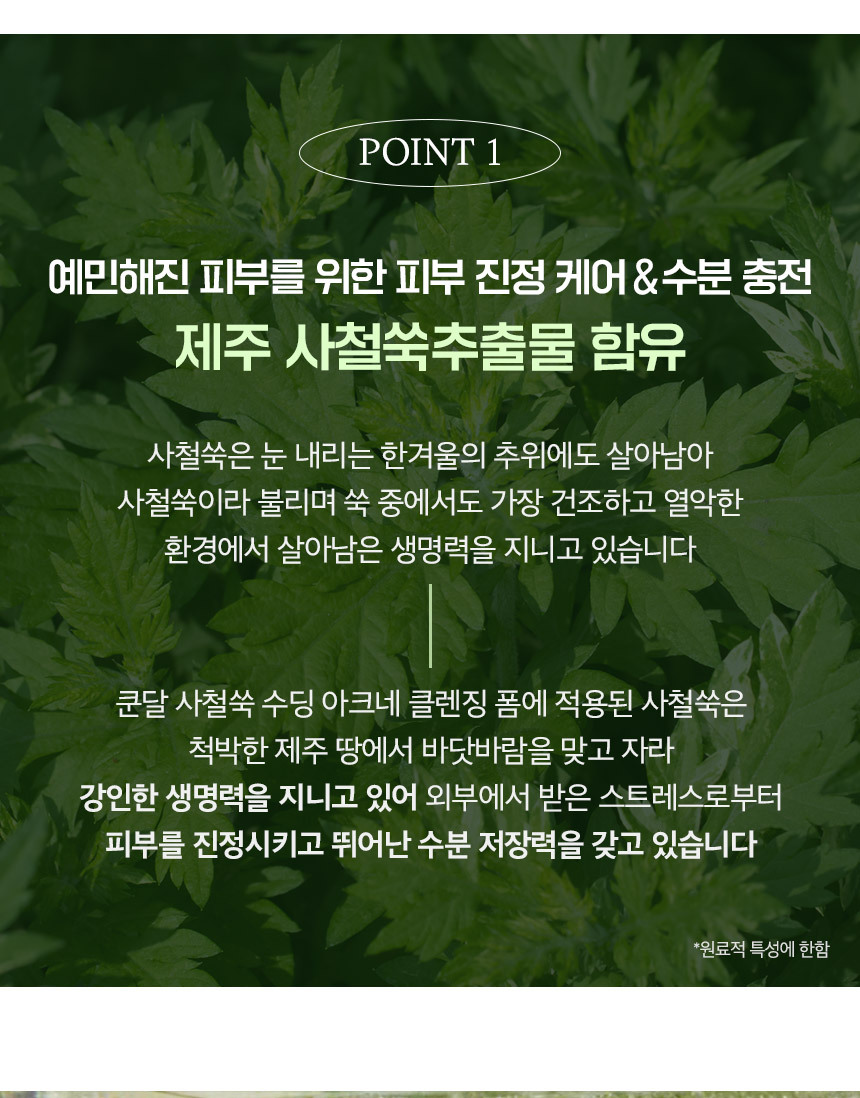 POINT 1
예민해진 피부를 위한 피부 진정 케어 & 수분 충전
제주 사철쑥추출물 함유
사철쑥은 눈 내리는 한겨울의 추위에도 살아남아
사철쑥이라 불리며 쑥 중에서도 가장 건조하고 열악한
환경에서 살아남은 생명력을 지니고 있습니다
쿤달 사철쑥 수딩 아크네 클렌징 폼에 적용된 사철쑥은
척박한 제주 땅에서 바닷바람을 맞고 자라
강인한 생명력을 지니고 있어 외부에서 받은 스트레스로부터
피부를 진정시키고 뛰어난 수분 저장력을 갖고 있습니다
*원료적 특성에 한함